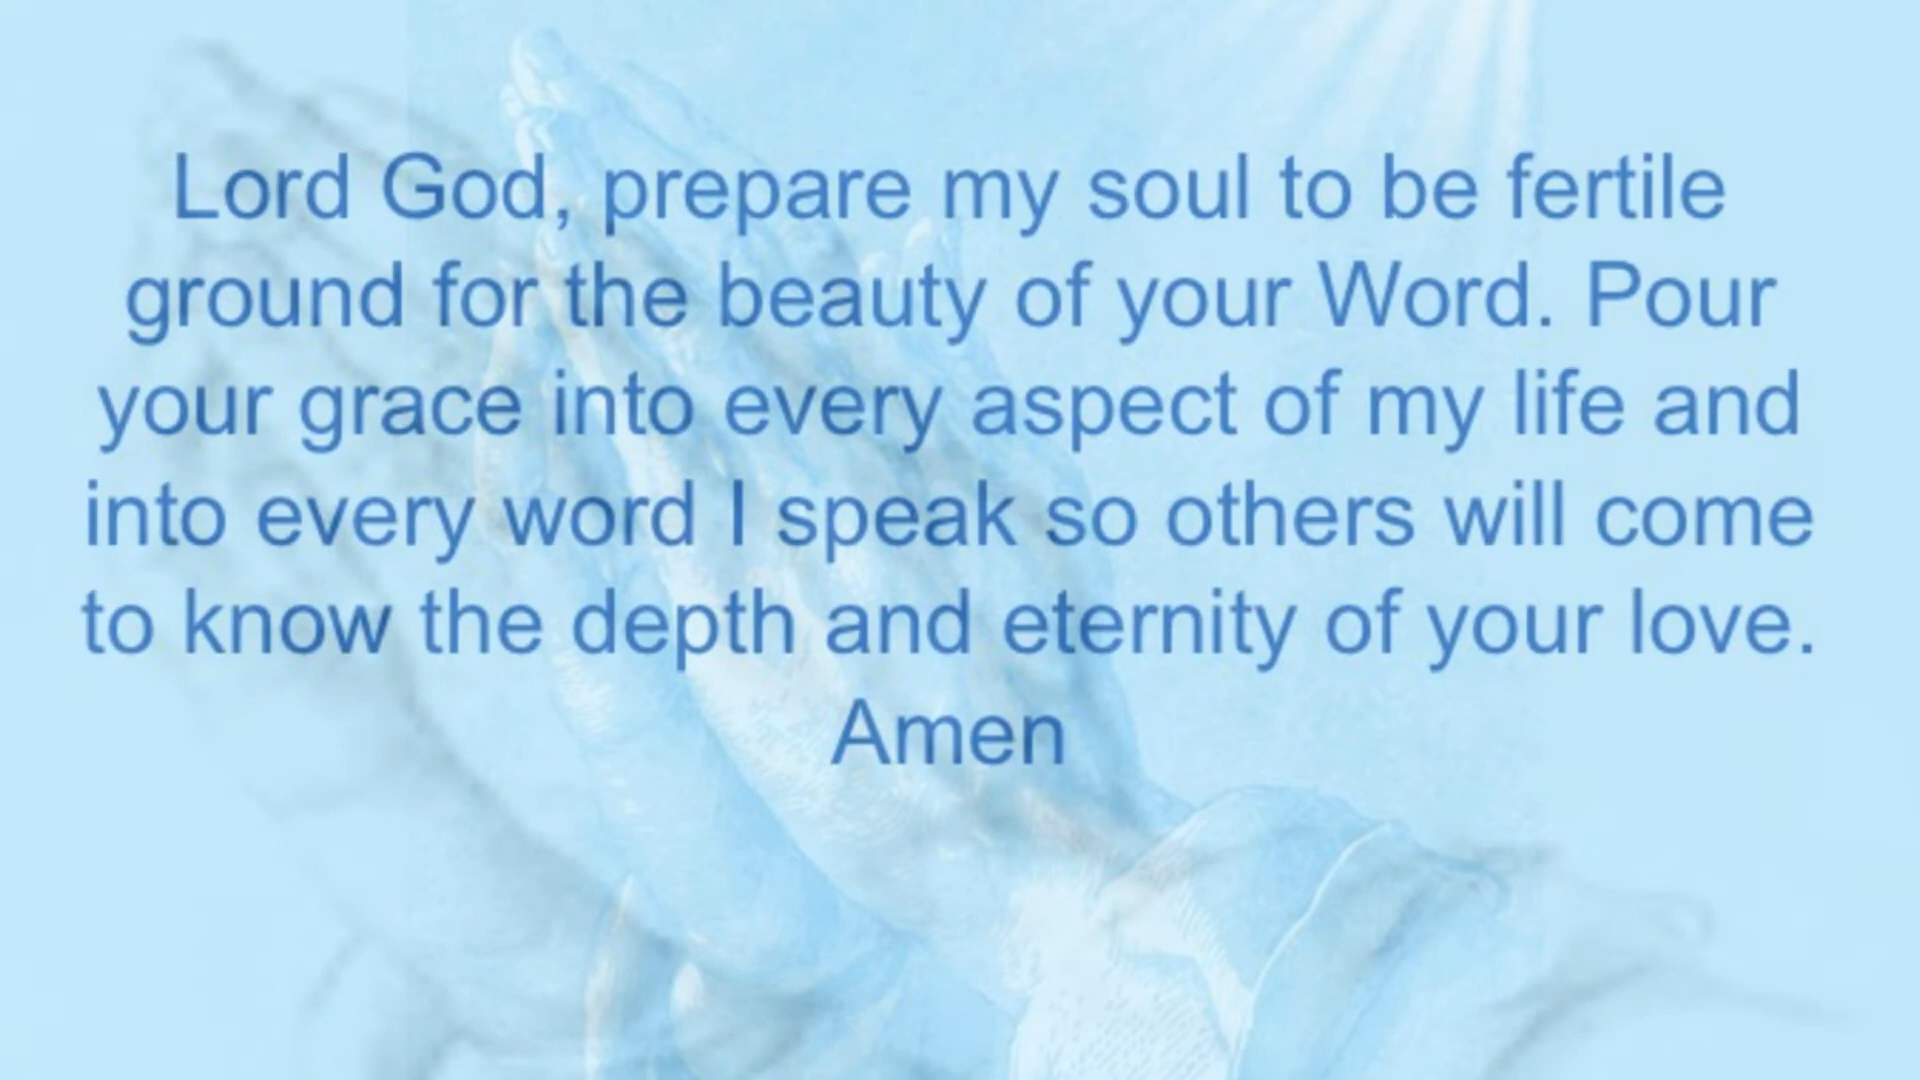 Lord God, prepare my soul to be fertile
ground for the beauty of your Word. Pour
your grace into every aspect of my life and
into every word I speak so others will come
to know the depth and eternity of your love.
Amen